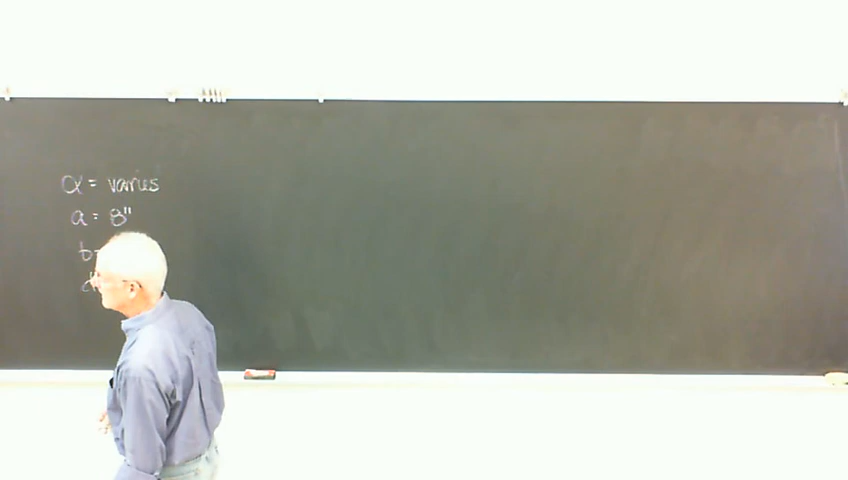 α = varies
a = 8"
b =